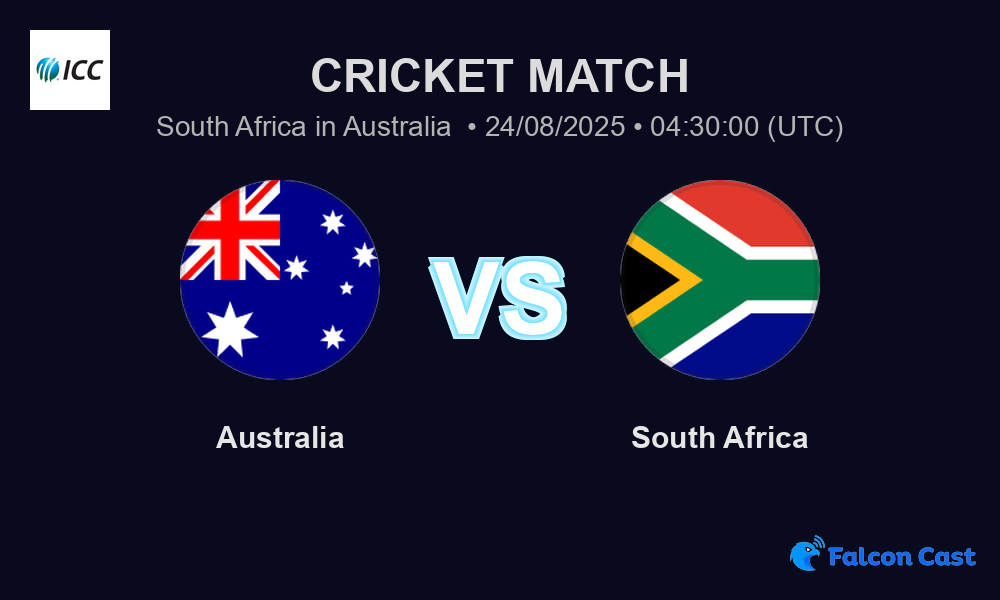 ICC
CRICKET MATCH
South Africa in Australia • 24/08/2025 • 04:30:00 (UTC)
VS
Australia
South Africa
Falcon Cast